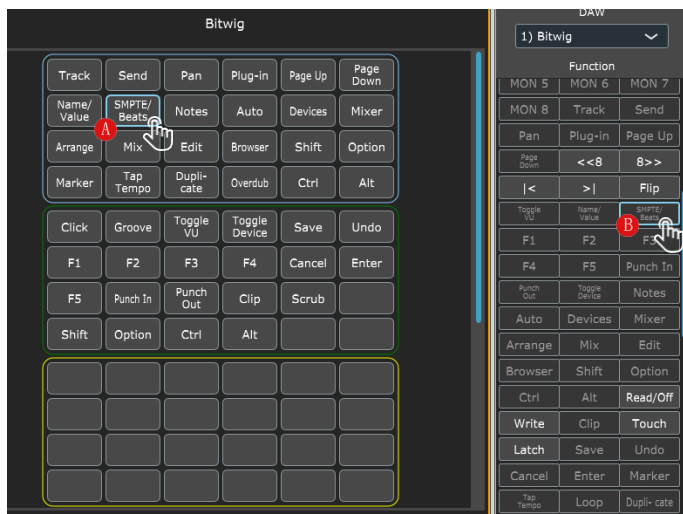 Bitwig
Track Send Pan Plug-in Page Up Page Down
Name/ Value SMPTE/ Beats Notes Auto Devices Mixer
A
Arrange Mix Edit Browser Shift Option
Marker Tap Tempo Dupli- cate Overdub Ctrl Alt
Click Groove Toggle VU Toggle Device Save Undo
F1 F2 F3 F4 Cancel Enter
F5 Punch In Punch Out Clip Scrub
Shift Option Ctrl Alt
DAW
1) Bitwig
Function
MON 5 MON 6 MON 7
MON 8 Track Send
Pan Plug-in Page Up
Page Down <<8 8>>
|< >| Flip
Toggle VU Name/ Value SMPTE/ Beats
B
F1 F2 F3
F4 F5 Punch In
Punch Out Toggle Device Notes
Auto Devices Mixer
Arrange Mix Edit
Browser Shift Option
Ctrl Alt Read/Off
Write Clip Touch
Latch Save Undo
Cancel Enter Marker
Tap Tempo Loop Dupli- cate